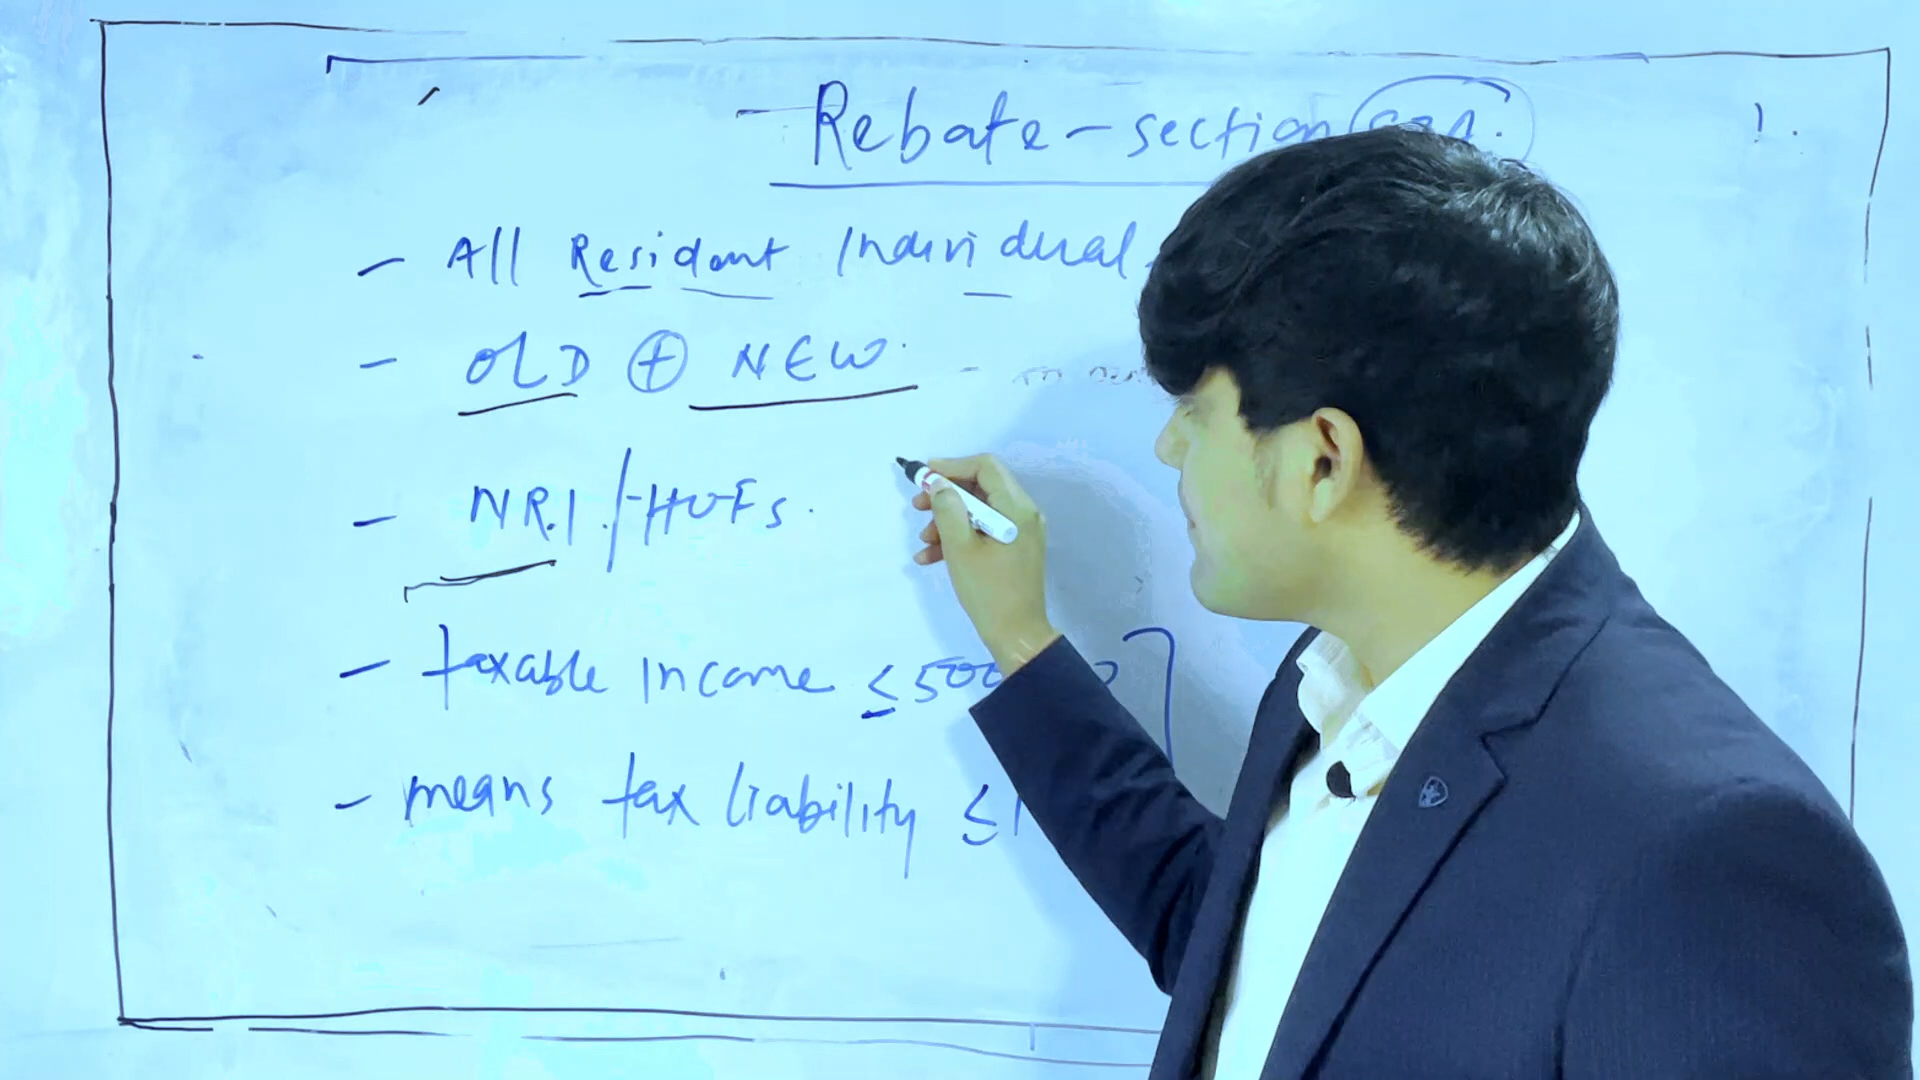 Rebate - section
- All Resident Individual
- OLD + NEW
- NRI / HUFs.
- taxable income ≤
- means tax liability ≤